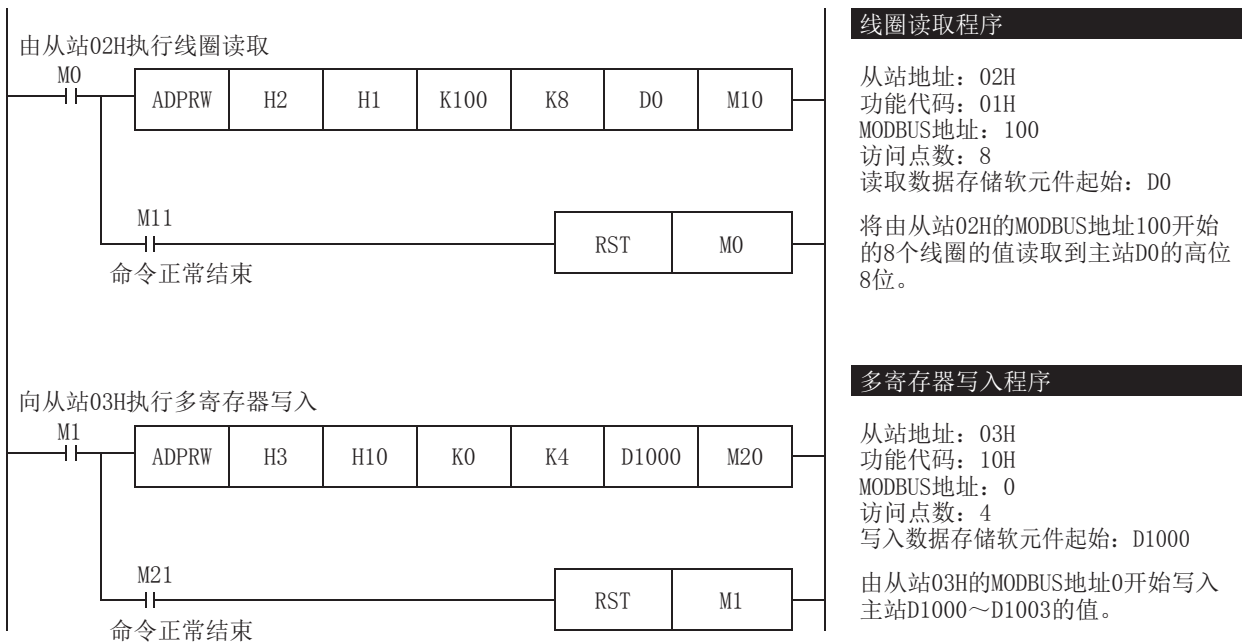 由从站02H执行线圈读取
M0
ADPRW H2 H1 K100 K8 D0 M10
M11
RST M0
命令正常结束
线圈读取程序
从站地址：02H
功能代码：01H
MODBUS地址：100
访问点数：8
读取数据存储软元件起始：D0
将由从站02H的MODBUS地址100开始
的8个线圈的值读取到主站D0的高位
8位。
向从站03H执行多寄存器写入
M1
ADPRW H3 H10 K0 K4 D1000 M20
M21
RST M1
命令正常结束
多寄存器写入程序
从站地址：03H
功能代码：10H
MODBUS地址：0
访问点数：4
写入数据存储软元件起始：D1000
由从站03H的MODBUS地址0开始写入
主站D1000～D1003的值。